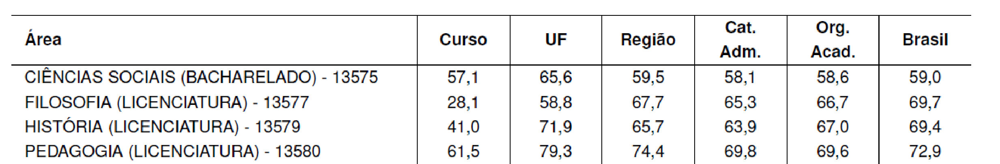 Área Curso UF Região Cat. Adm. Org. Acad. Brasil
CIÊNCIAS SOCIAIS (BACHARELADO) - 13575 57,1 65,6 59,5 58,1 58,6 59,0
FILOSOFIA (LICENCIATURA) - 13577 28,1 58,8 67,7 65,3 66,7 69,7
HISTÓRIA (LICENCIATURA) - 13579 41,0 71,9 65,7 63,9 67,0 69,4
PEDAGOGIA (LICENCIATURA) - 13580 61,5 79,3 74,4 69,8 69,6 72,9